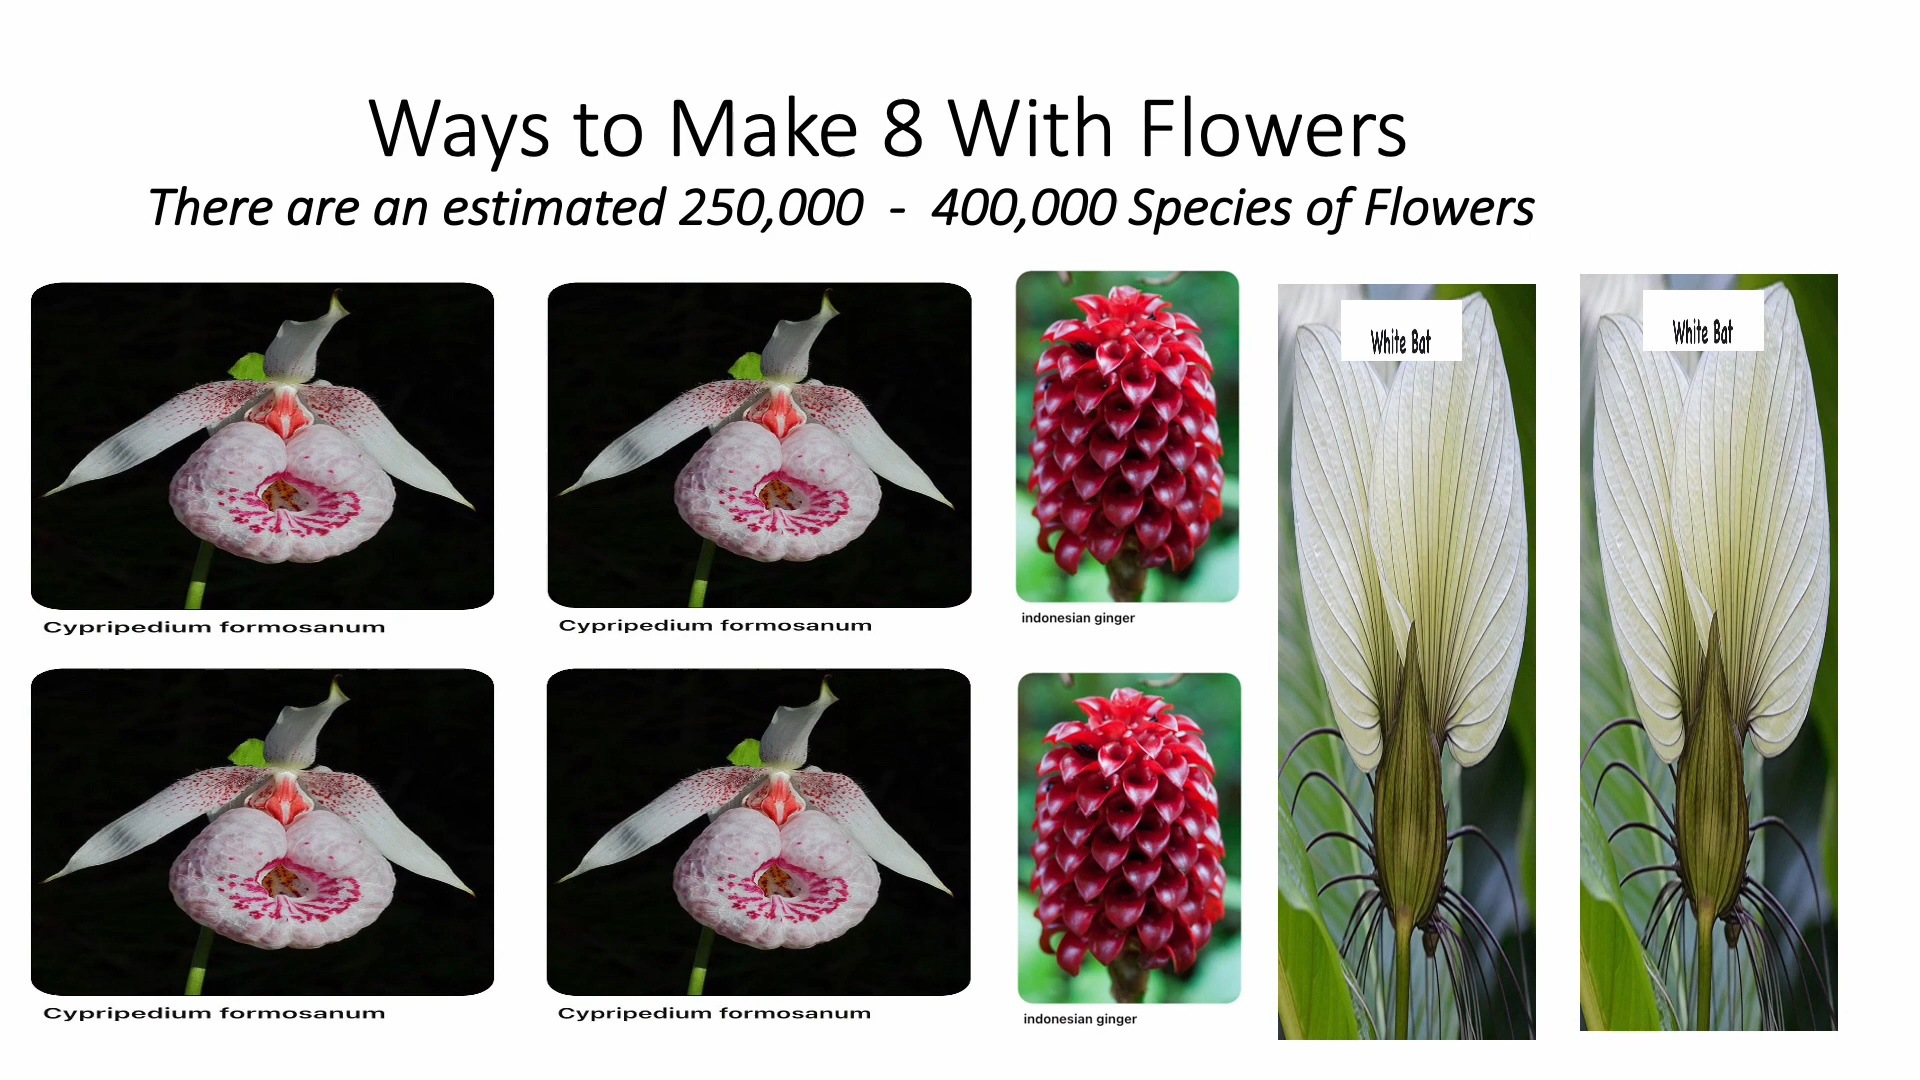 Ways to Make 8 With Flowers
There are an estimated 250,000 - 400,000 Species of Flowers
White Bat
White Bat
Cypripedium formosanum
Cypripedium formosanum
indonesian ginger
Cypripedium formosanum
Cypripedium formosanum
indonesian ginger